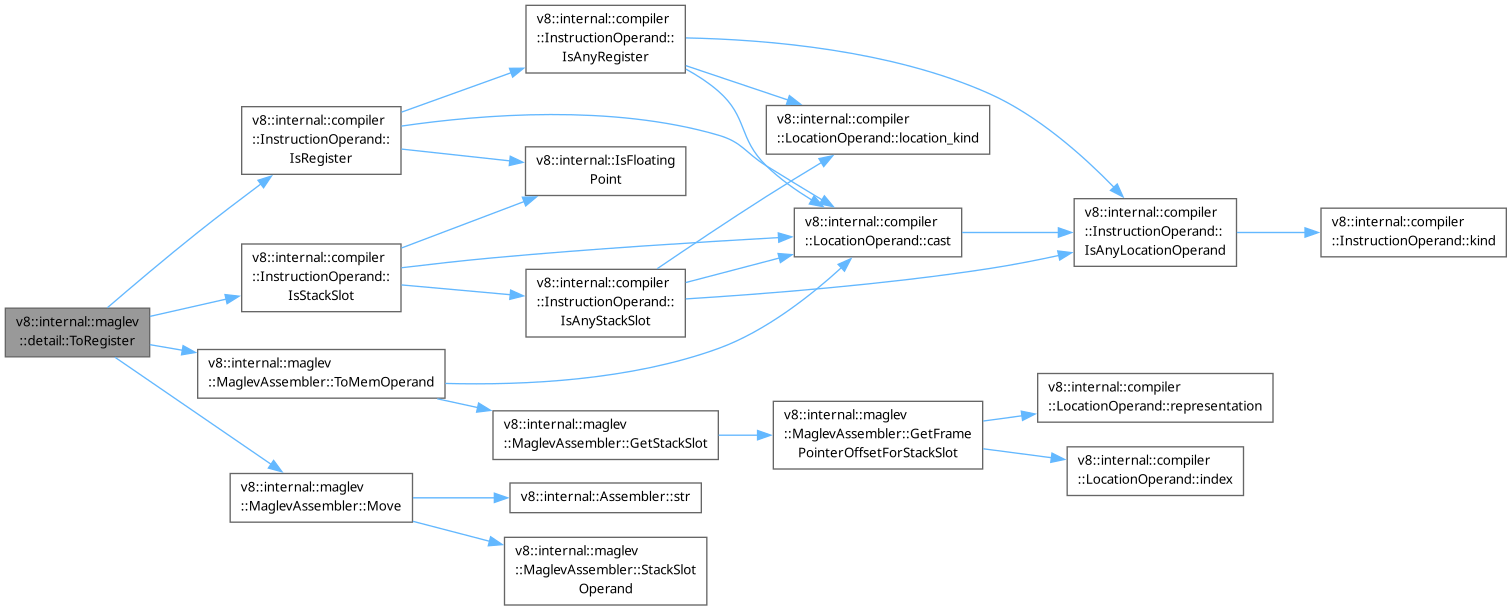 v8::internal::maglev
::detail::ToRegister
v8::internal::compiler
::InstructionOperand::
IsRegister
v8::internal::compiler
::InstructionOperand::
IsStackSlot
v8::internal::maglev
::MaglevAssembler::ToMemOperand
v8::internal::maglev
::MaglevAssembler::Move
v8::internal::compiler
::InstructionOperand::
IsAnyRegister
v8::internal::IsFloating
Point
v8::internal::compiler
::InstructionOperand::
IsAnyStackSlot
v8::internal::maglev
::MaglevAssembler::GetStackSlot
v8::internal::Assembler::str
v8::internal::maglev
::MaglevAssembler::StackSlot
Operand
v8::internal::compiler
::LocationOperand::location_kind
v8::internal::compiler
::LocationOperand::cast
v8::internal::maglev
::MaglevAssembler::GetFrame
PointerOffsetForStackSlot
v8::internal::compiler
::InstructionOperand::
IsAnyLocationOperand
v8::internal::compiler
::LocationOperand::representation
v8::internal::compiler
::LocationOperand::index
v8::internal::compiler
::InstructionOperand::kind